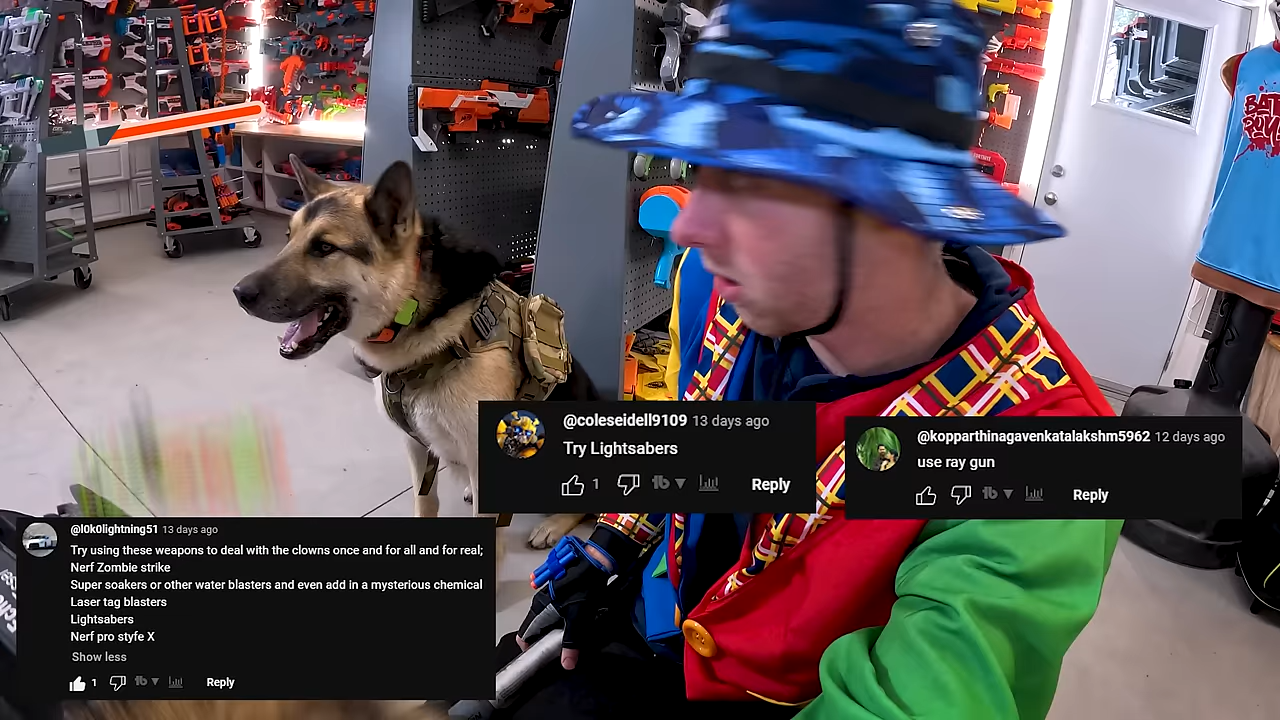 @coleseidell9109 13 days ago
Try Lightsabers
1
Reply
@kopparthinagavenkatalakshm5962 12 days ago
use ray gun
Reply
@l0k0lightning51 13 days ago
Try using these weapons to deal with the clowns once and for all and for real;
Nerf Zombie strike
Super soakers or other water blasters and even add in a mysterious chemical
Laser tag blasters
Lightsabers
Nerf pro styfe X
Show less
1
Reply